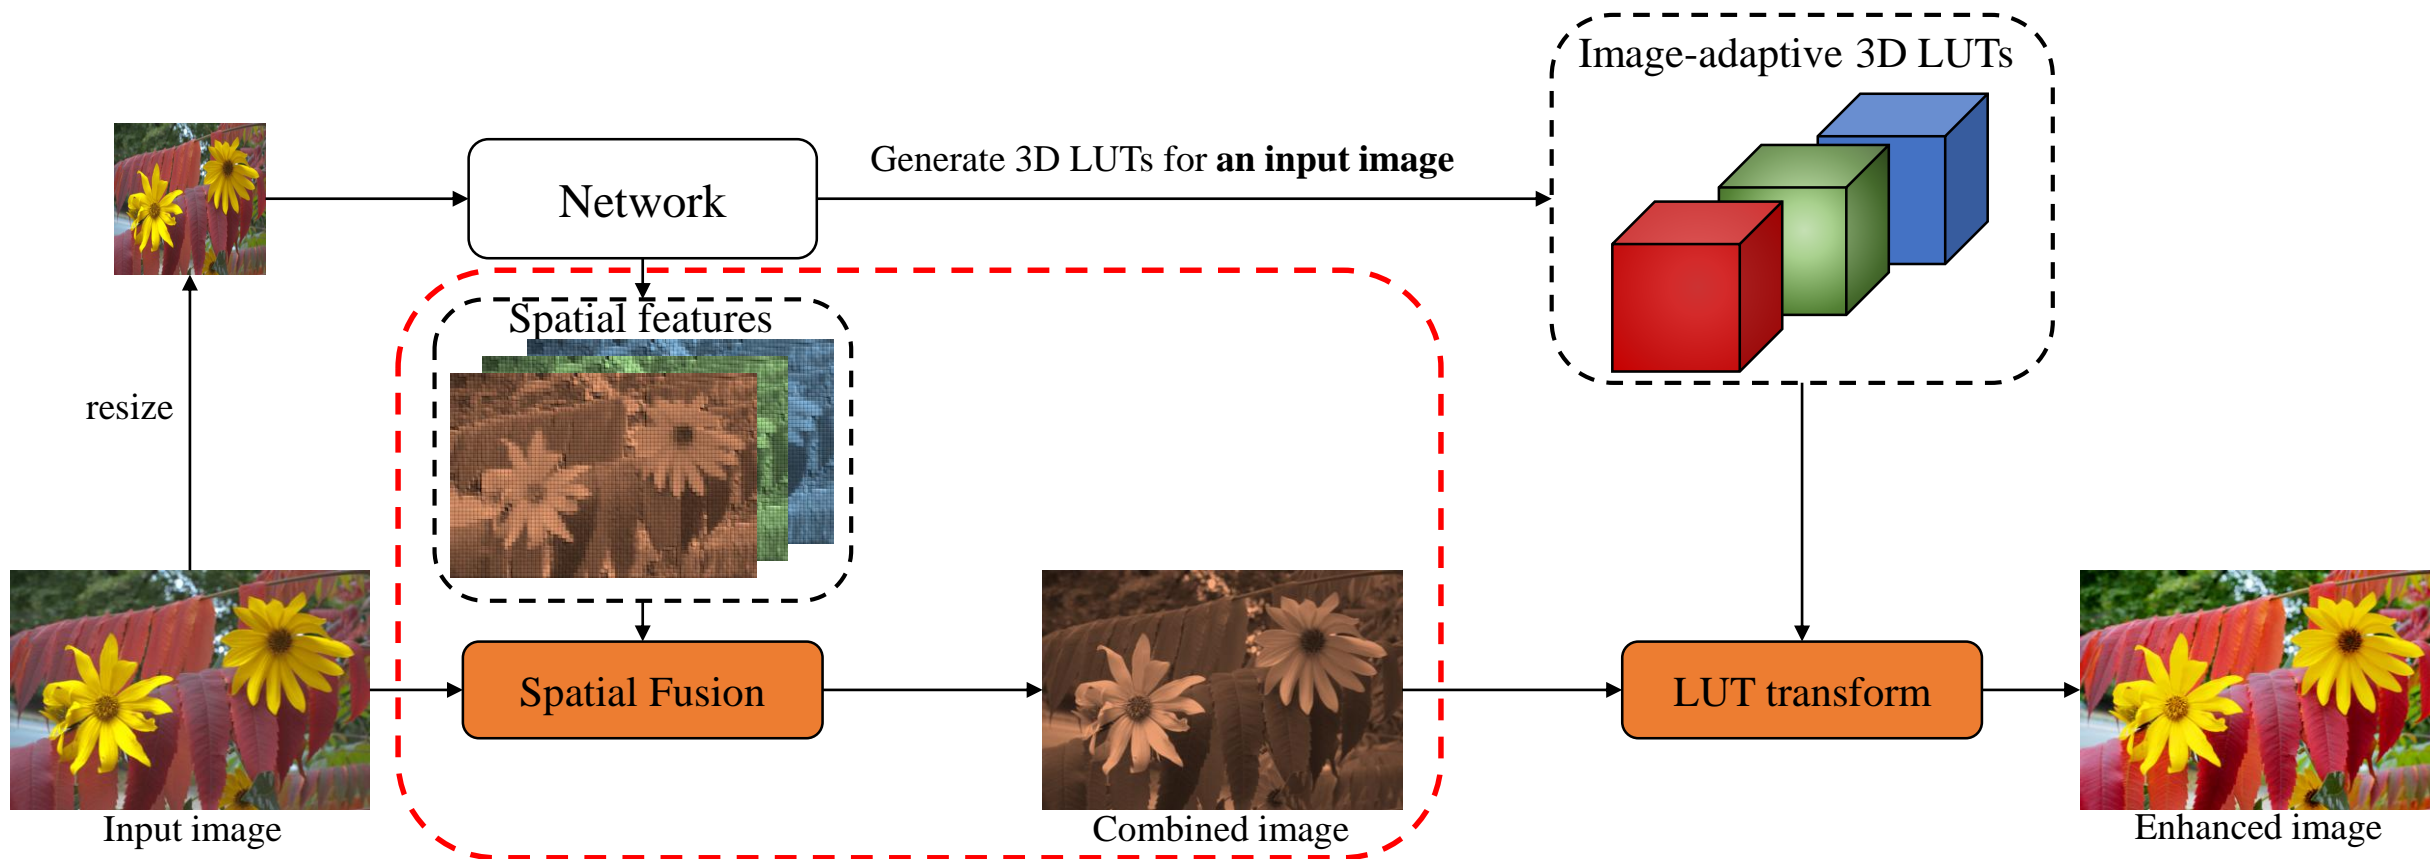 Image-adaptive 3D LUTs
Network
Generate 3D LUTs for an input image
Spatial features
resize
Spatial Fusion
LUT transform
Input image
Combined image
Enhanced image